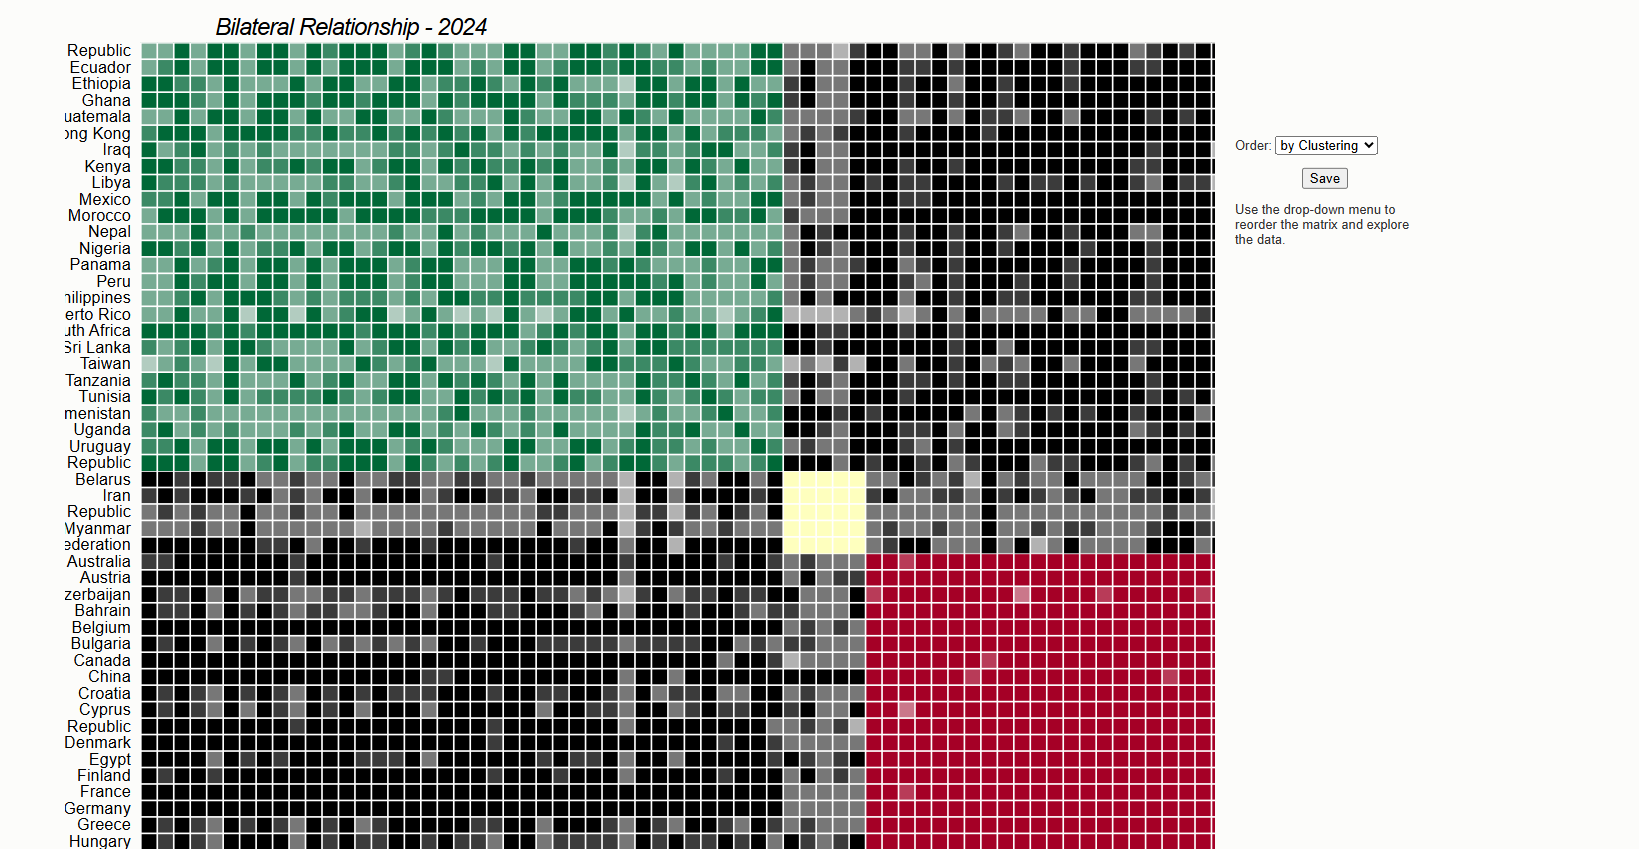 Bilateral Relationship - 2024
Republic
Ecuador
Ethiopia
Ghana
uatemala
ong Kong
Iraq
Kenya
Libya
Mexico
Morocco
Nepal
Nigeria
Panama
Peru
hilippines
erto Rico
uth Africa
Sri Lanka
Taiwan
Tanzania
Tunisia
menistan
Uganda
Uruguay
Republic
Belarus
Iran
Republic
Myanmar
ederation
Australia
Austria
zerbaijan
Bahrain
Belgium
Bulgaria
Canada
China
Croatia
Cyprus
Republic
Denmark
Egypt
Finland
France
Germany
Greece
Hungary
Order: by Clustering
Save
Use the drop-down menu to
reorder the matrix and explore
the data.